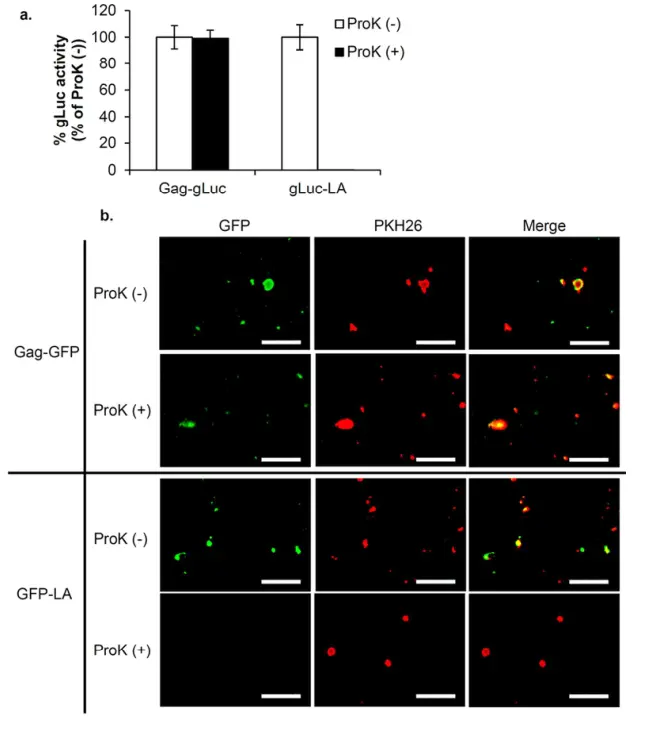 a.
120
100
80
60
40
20
0
% gLuc activity
(% of ProK (-))
ProK (-)
ProK (+)
Gag-gLuc gLuc-LA
b.
GFP PKH26 Merge
Gag-GFP
ProK (-)
ProK (+)
GFP-LA
ProK (-)
ProK (+)